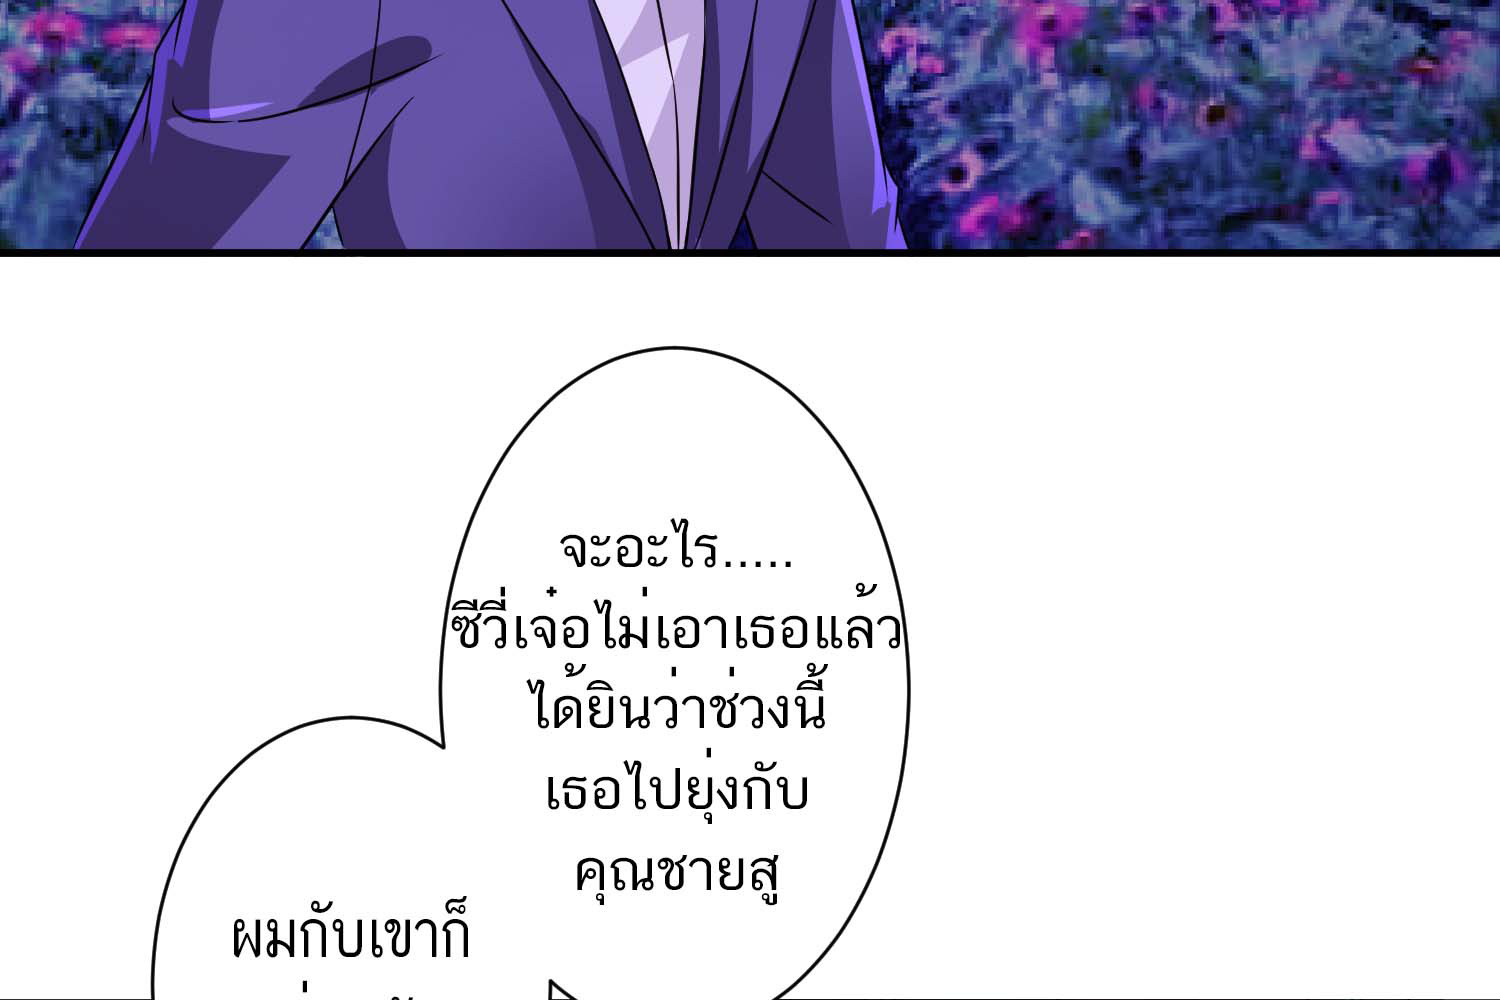 จะอะไร.....
ซีวี่เจ๋อไม่เอาเธอแล้ว
ได้ยินว่าช่วงนี้
เธอไปยุ่งกับ
คุณชายสู
ผมกับเขาก็